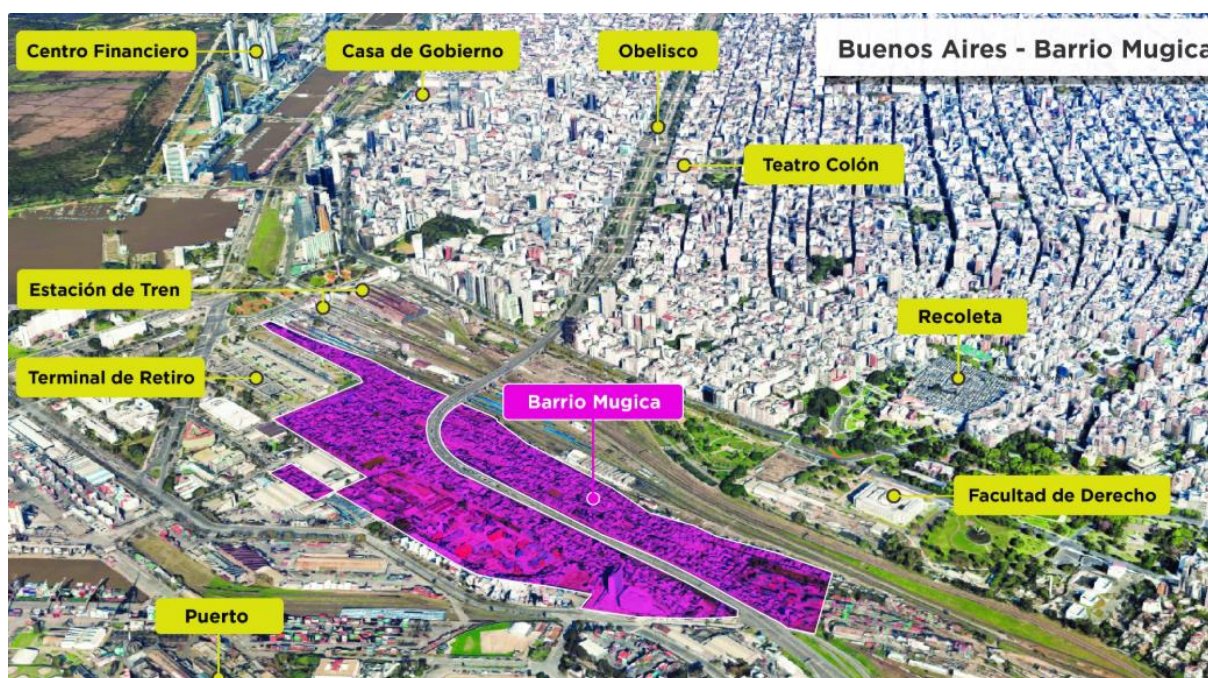 Centro Financiero
Casa de Gobierno
Obelisco
Buenos Aires - Barrio Mugica
Teatro Colón
Estación de Tren
Recoleta
Terminal de Retiro
Barrio Mugica
Facultad de Derecho
Puerto